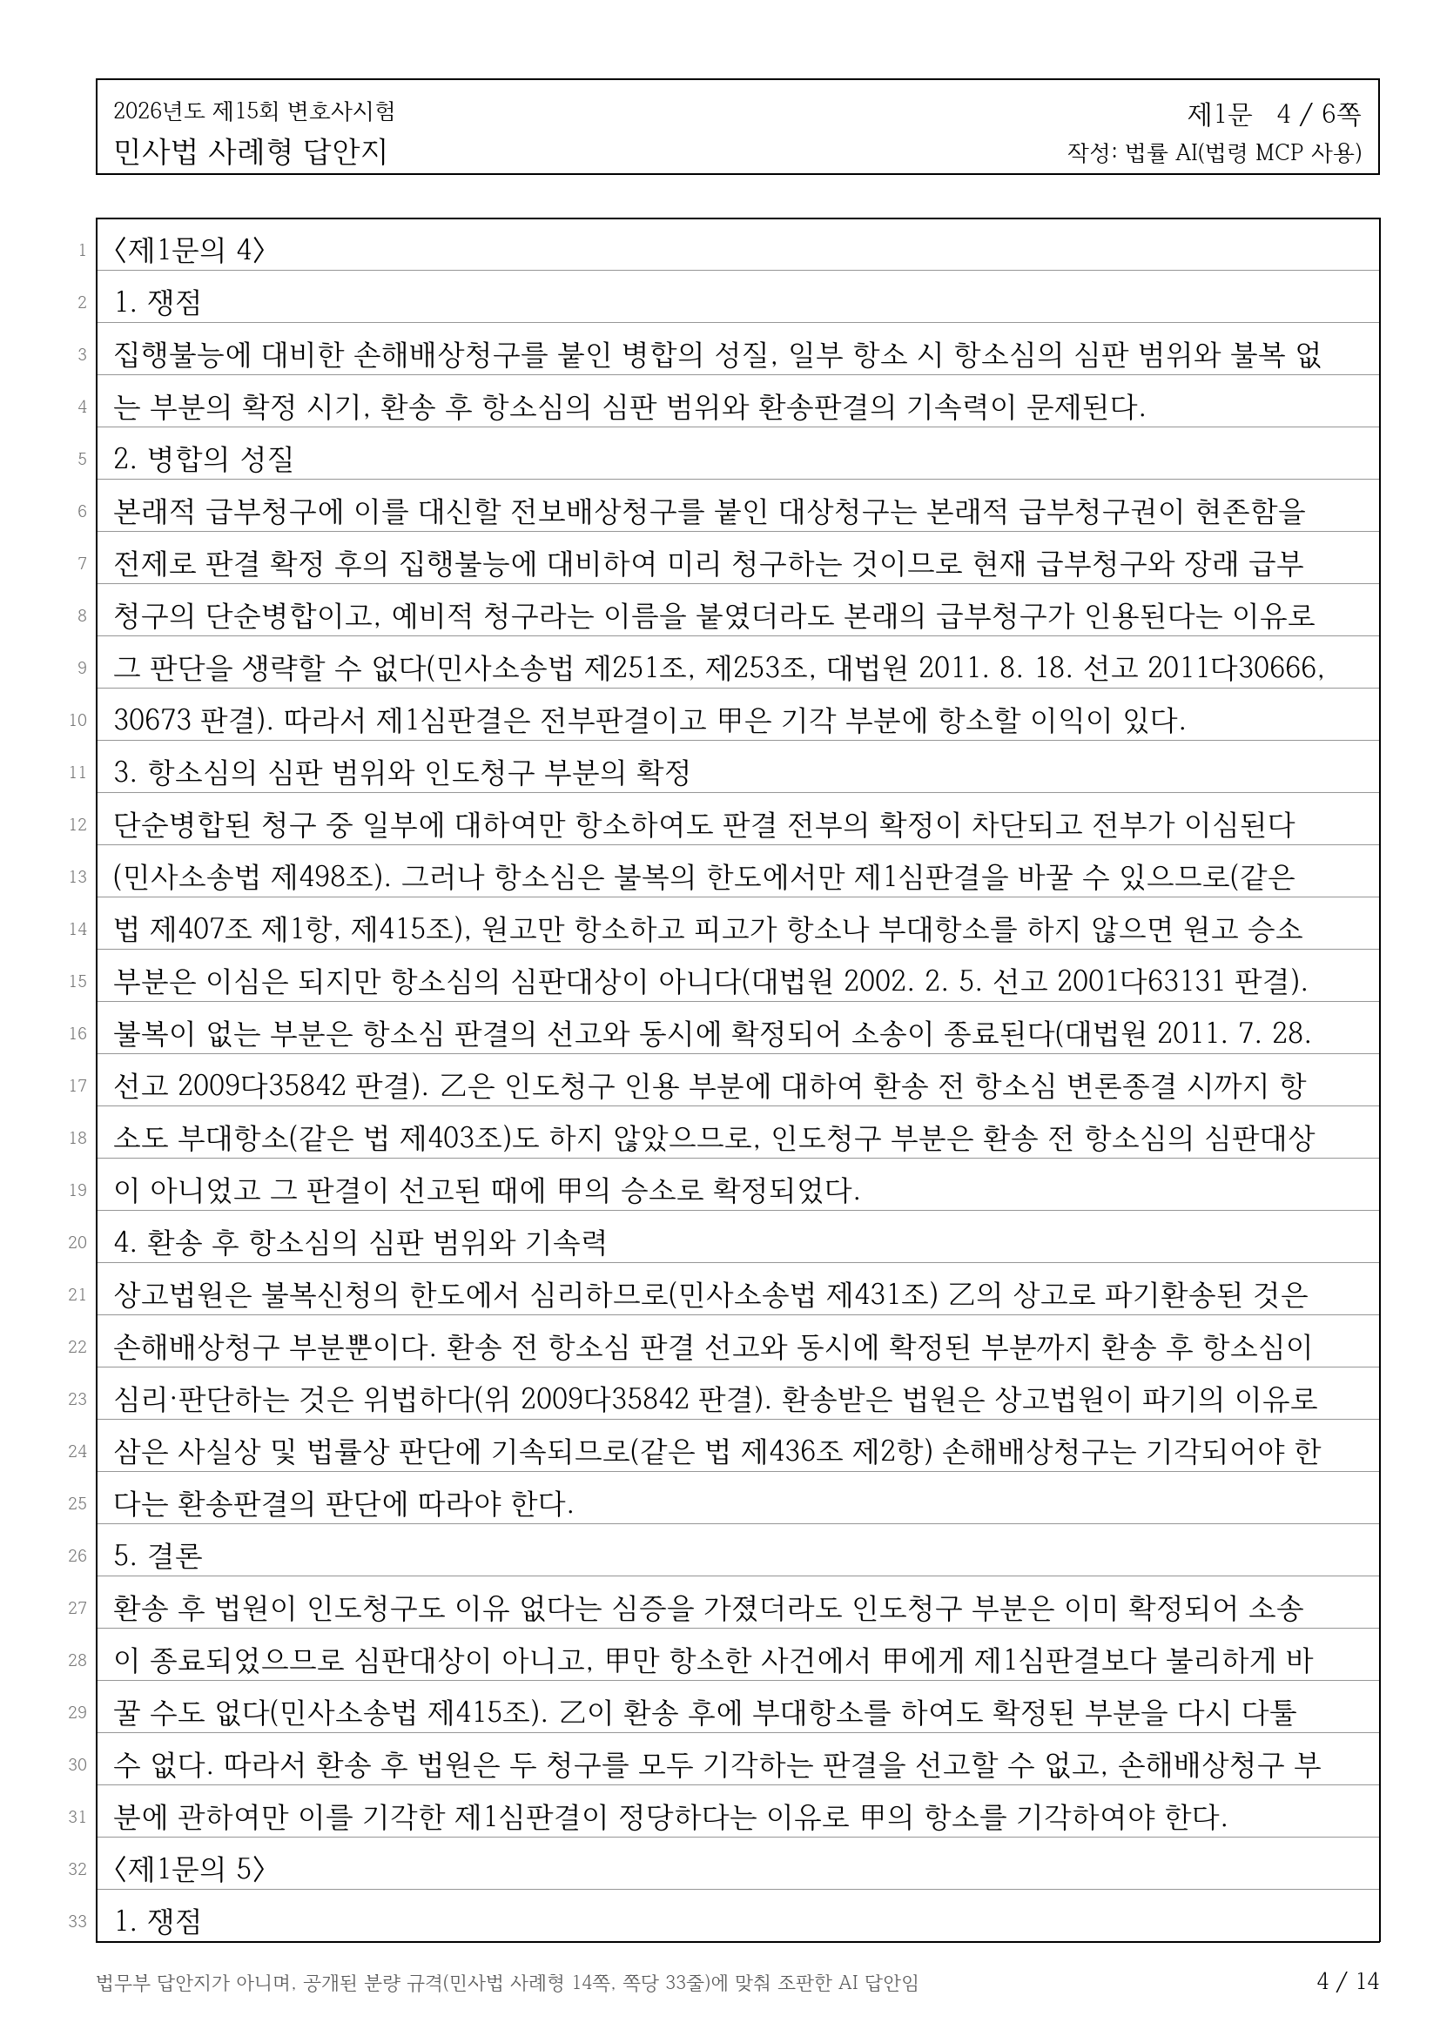 2026년도 제15회 변호사시험
민사법 사례형 답안지
제1문 4 / 6쪽
작성: 법률 AI(법령 MCP 사용)
1 〈제1문의 4〉
2 1. 쟁점
3 집행불능에 대비한 손해배상청구를 붙인 병합의 성질, 일부 항소 시 항소심의 심판 범위와 불복 없
4 는 부분의 확정 시기, 환송 후 항소심의 심판 범위와 환송판결의 기속력이 문제된다.
5 2. 병합의 성질
6 본래적 급부청구에 이를 대신할 전보배상청구를 붙인 대상청구는 본래적 급부청구권이 현존함을
7 전제로 판결 확정 후의 집행불능에 대비하여 미리 청구하는 것이므로 현재 급부청구와 장래 급부
8 청구의 단순병합이고, 예비적 청구라는 이름을 붙였더라도 본래의 급부청구가 인용된다는 이유로
9 그 판단을 생략할 수 없다(민사소송법 제251조, 제253조, 대법원 2011. 8. 18. 선고 2011다30666,
10 30673 판결). 따라서 제1심판결은 전부판결이고 甲은 기각 부분에 항소할 이익이 있다.
11 3. 항소심의 심판 범위와 인도청구 부분의 확정
12 단순병합된 청구 중 일부에 대하여만 항소하여도 판결 전부의 확정이 차단되고 전부가 이심된다
13 (민사소송법 제498조). 그러나 항소심은 불복의 한도에서만 제1심판결을 바꿀 수 있으므로(같은
14 법 제407조 제1항, 제415조), 원고만 항소하고 피고가 항소나 부대항소를 하지 않으면 원고 승소
15 부분은 이심은 되지만 항소심의 심판대상이 아니다(대법원 2002. 2. 5. 선고 2001다63131 판결).
16 불복이 없는 부분은 항소심 판결의 선고와 동시에 확정되어 소송이 종료된다(대법원 2011. 7. 28.
17 선고 2009다35842 판결). 乙은 인도청구 인용 부분에 대하여 환송 전 항소심 변론종결 시까지 항
18 소도 부대항소(같은 법 제403조)도 하지 않았으므로, 인도청구 부분은 환송 전 항소심의 심판대상
19 이 아니었고 그 판결이 선고된 때에 甲의 승소로 확정되었다.
20 4. 환송 후 항소심의 심판 범위와 기속력
21 상고법원은 불복신청의 한도에서 심리하므로(민사소송법 제431조) 乙의 상고로 파기환송된 것은
22 손해배상청구 부분뿐이다. 환송 전 항소심 판결 선고와 동시에 확정된 부분까지 환송 후 항소심이
23 심리·판단하는 것은 위법하다(위 2009다35842 판결). 환송받은 법원은 상고법원이 파기의 이유로
24 삼은 사실상 및 법률상 판단에 기속되므로(같은 법 제436조 제2항) 손해배상청구는 기각되어야 한
25 다는 환송판결의 판단에 따라야 한다.
26 5. 결론
27 환송 후 법원이 인도청구도 이유 없다는 심증을 가졌더라도 인도청구 부분은 이미 확정되어 소송
28 이 종료되었으므로 심판대상이 아니고, 甲만 항소한 사건에서 甲에게 제1심판결보다 불리하게 바
29 꿀 수도 없다(민사소송법 제415조). 乙이 환송 후에 부대항소를 하여도 확정된 부분을 다시 다툴
30 수 없다. 따라서 환송 후 법원은 두 청구를 모두 기각하는 판결을 선고할 수 없고, 손해배상청구 부
31 분에 관하여만 이를 기각한 제1심판결이 정당하다는 이유로 甲의 항소를 기각하여야 한다.
32 〈제1문의 5〉
33 1. 쟁점
법무부 답안지가 아니며, 공개된 분량 규격(민사법 사례형 14쪽, 쪽당 33줄)에 맞춰 조판한 AI 답안임
4 / 14